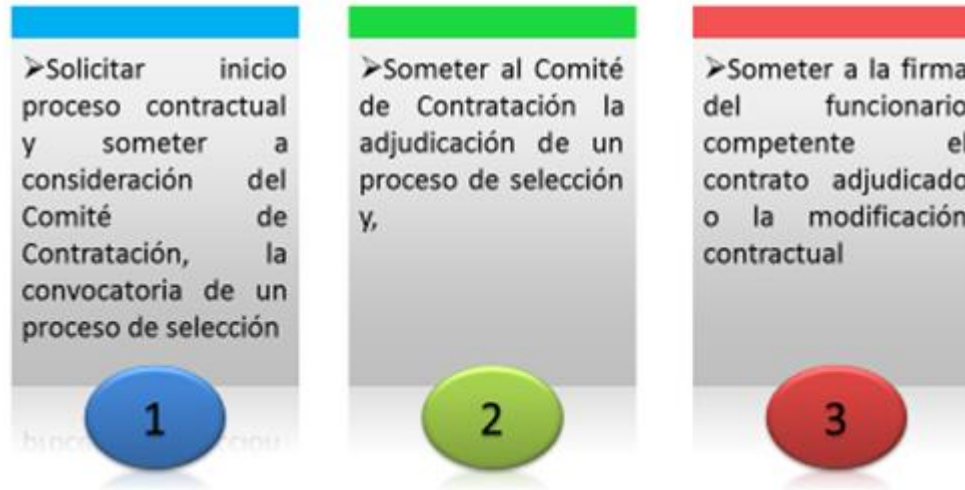 ➢Solicitar inicio
proceso contractual
y someter a
consideración del
Comité de
Contratación, la
convocatoria de un
proceso de selección
1
➢Someter al Comité
de Contratación la
adjudicación de un
proceso de selección
y,
2
➢Someter a la firma
del funcionario
competente el
contrato adjudicado
o la modificación
contractual
3